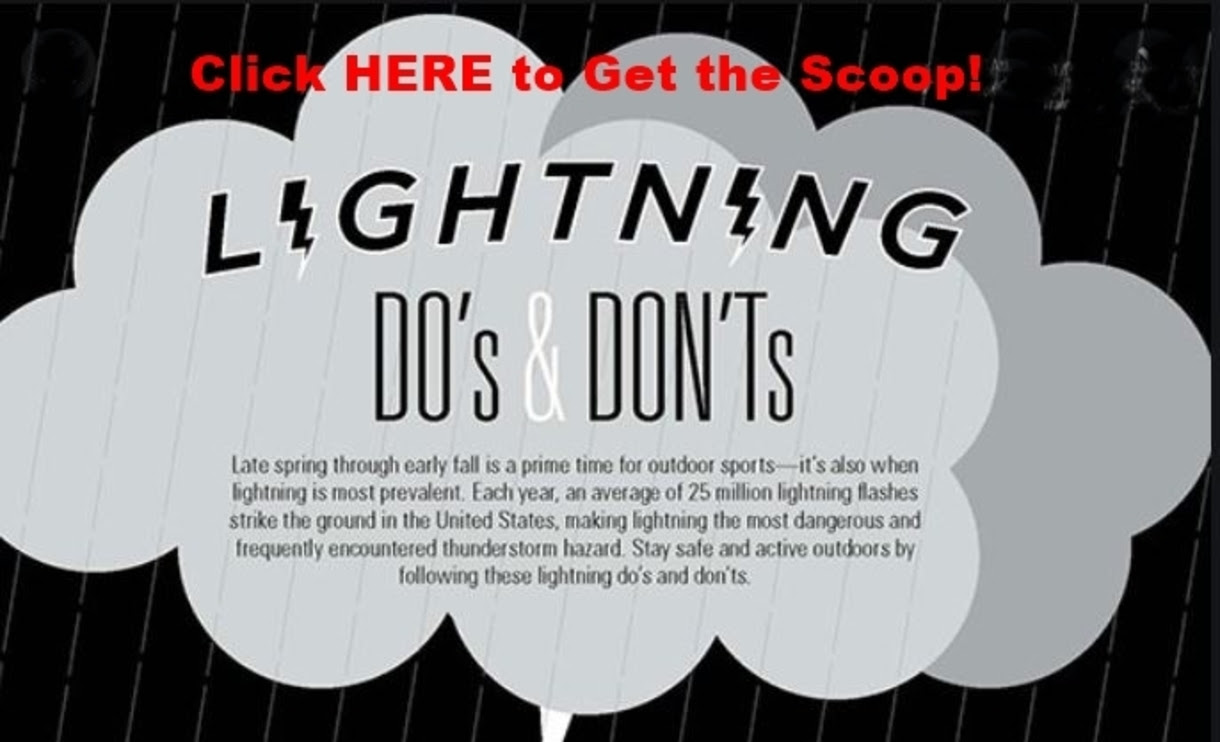 Click HERE to Get the Scoop!
LIGHTNING
DO's & DON'Ts
Late spring through early fall is a prime time for outdoor sports—it's also when
lightning is most prevalent. Each year, an average of 25 million lightning flashes
strike the ground in the United States, making lightning the most dangerous and
frequently encountered thunderstorm hazard. Stay safe and active outdoors by
following these lightning do's and don'ts.